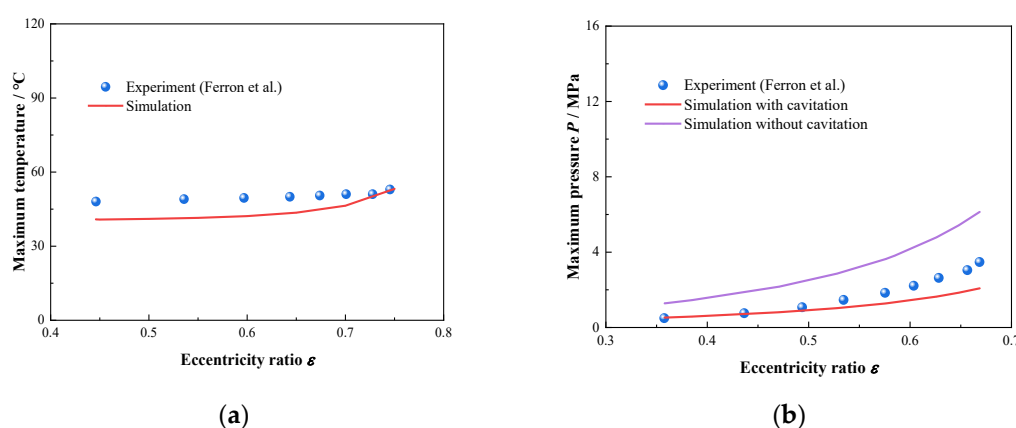 120
90
60
30
0
Maximum temperature / °C
Experiment (Ferron et al.)
Simulation
0.4 0.5 0.6 0.7 0.8
Eccentricity ratio ε
(a)
16
12
8
4
0
Maximum pressure P / MPa
Experiment (Ferron et al.)
Simulation with cavitation
Simulation without cavitation
0.3 0.4 0.5 0.6 0.7
Eccentricity ratio ε
(b)